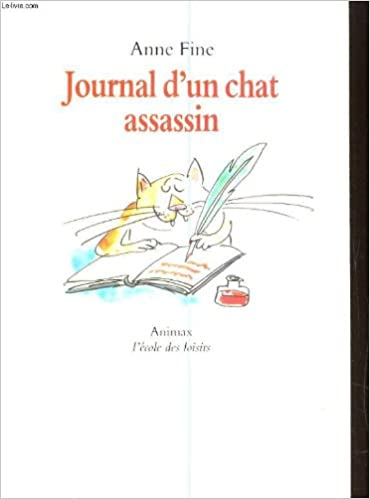 Le-livre.com
Anne Fine
Journal d'un chat
assassin
Animax
l'école des loisirs